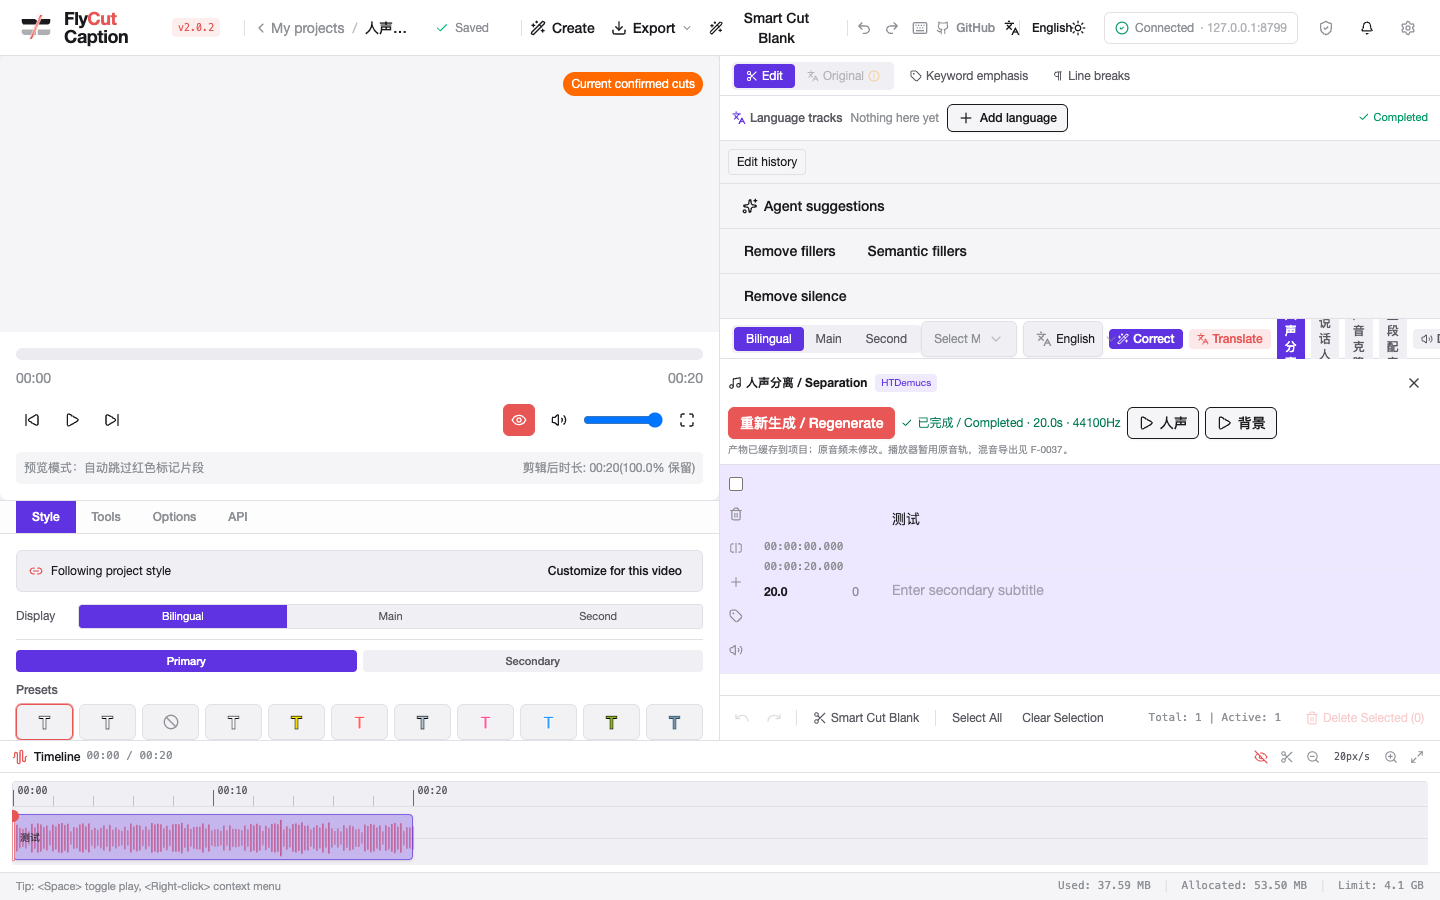 FlyCut
Caption
v2.0.2
My projects / 人声...
Saved
Create
Export
Smart Cut
Blank
GitHub
English
Connected · 127.0.0.1:8799
Current confirmed cuts
00:00
00:20
预览模式：自动跳过红色标记片段
剪辑后时长: 00:20(100.0% 保留)
Style
Tools
Options
API
Following project style
Customize for this video
Display
Bilingual
Main
Second
Primary
Secondary
Presets
T T T T T T T T T T
Edit
Original
Keyword emphasis
Line breaks
Language tracks
Nothing here yet
Add language
Completed
Edit history
Agent suggestions
Remove fillers
Semantic fillers
Remove silence
Bilingual
Main
Second
Select M
English
Correct
Translate
声
分
说
话
人
音
克
段
配
人声分离 / Separation
HTDemucs
重新生成 / Regenerate
已完成 / Completed · 20.0s · 44100Hz
人声
背景
产物已缓存到项目；原音频未修改。播放器暂用原音轨，混音导出见 F-0037。
测试
00:00:00.000
00:00:20.000
20.0
0
Enter secondary subtitle
Smart Cut Blank
Select All
Clear Selection
Total: 1 | Active: 1
Delete Selected (0)
Timeline
00:00 / 00:20
20px/s
00:00
00:10
00:20
测试
Tip: <Space> toggle play, <Right-click> context menu
Used: 37.59 MB
Allocated: 53.50 MB
Limit: 4.1 GB